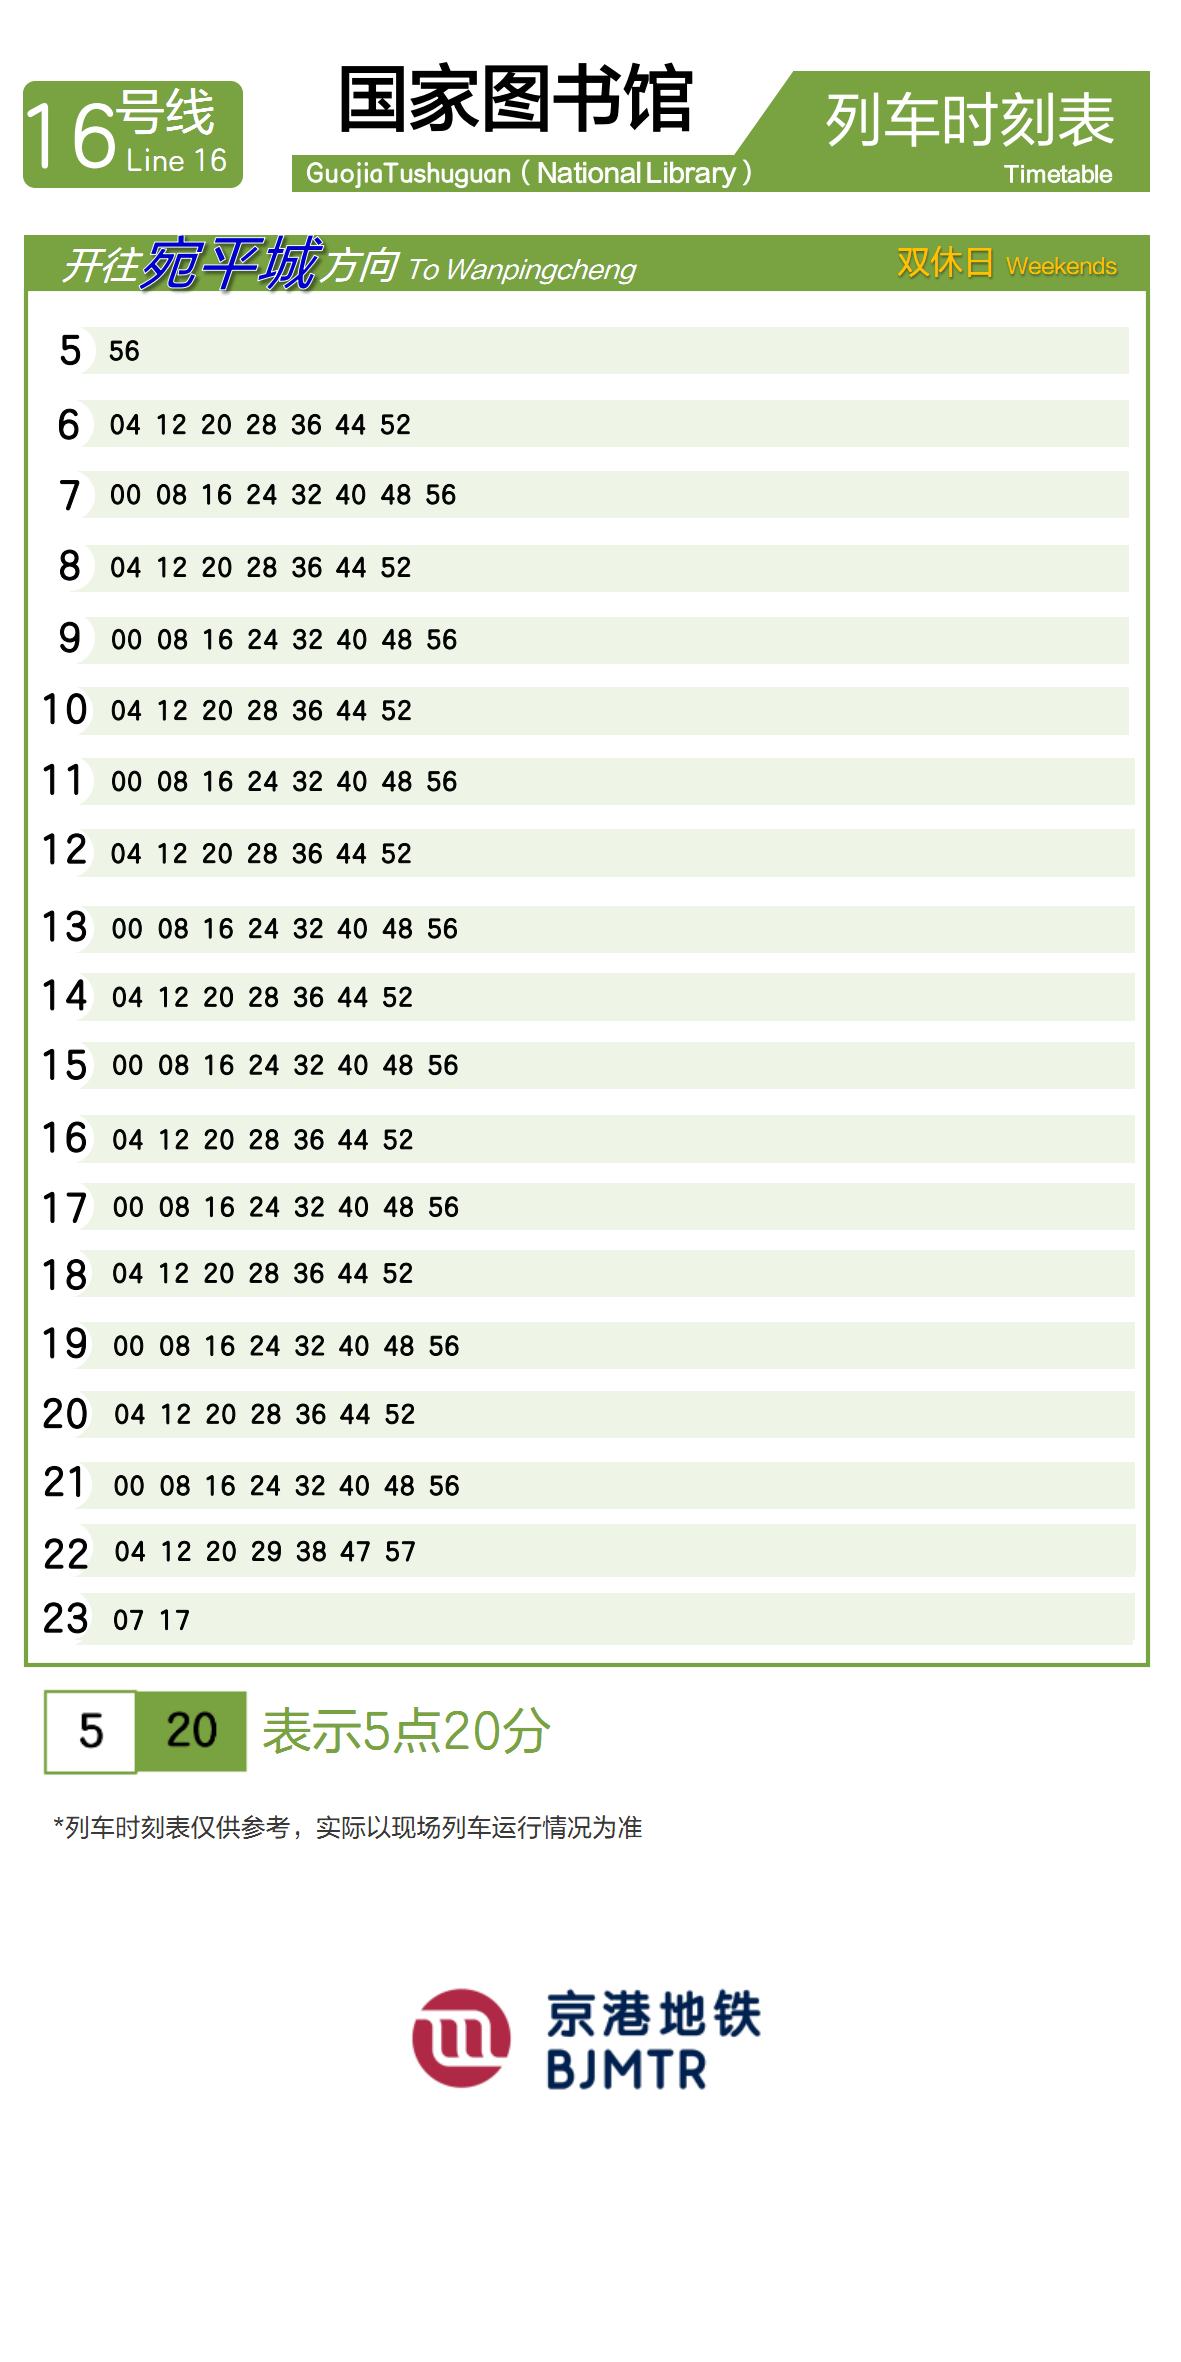 16号线
Line 16
国家图书馆
GuojiaTushuguan（National Library）
列车时刻表
Timetable
开往宛平城方向 To Wanpingcheng
双休日 Weekends
5 56
6 04 12 20 28 36 44 52
7 00 08 16 24 32 40 48 56
8 04 12 20 28 36 44 52
9 00 08 16 24 32 40 48 56
10 04 12 20 28 36 44 52
11 00 08 16 24 32 40 48 56
12 04 12 20 28 36 44 52
13 00 08 16 24 32 40 48 56
14 04 12 20 28 36 44 52
15 00 08 16 24 32 40 48 56
16 04 12 20 28 36 44 52
17 00 08 16 24 32 40 48 56
18 04 12 20 28 36 44 52
19 00 08 16 24 32 40 48 56
20 04 12 20 28 36 44 52
21 00 08 16 24 32 40 48 56
22 04 12 20 29 38 47 57
23 07 17
5 20 表示5点20分
*列车时刻表仅供参考，实际以现场列车运行情况为准
京港地铁
BJMTR